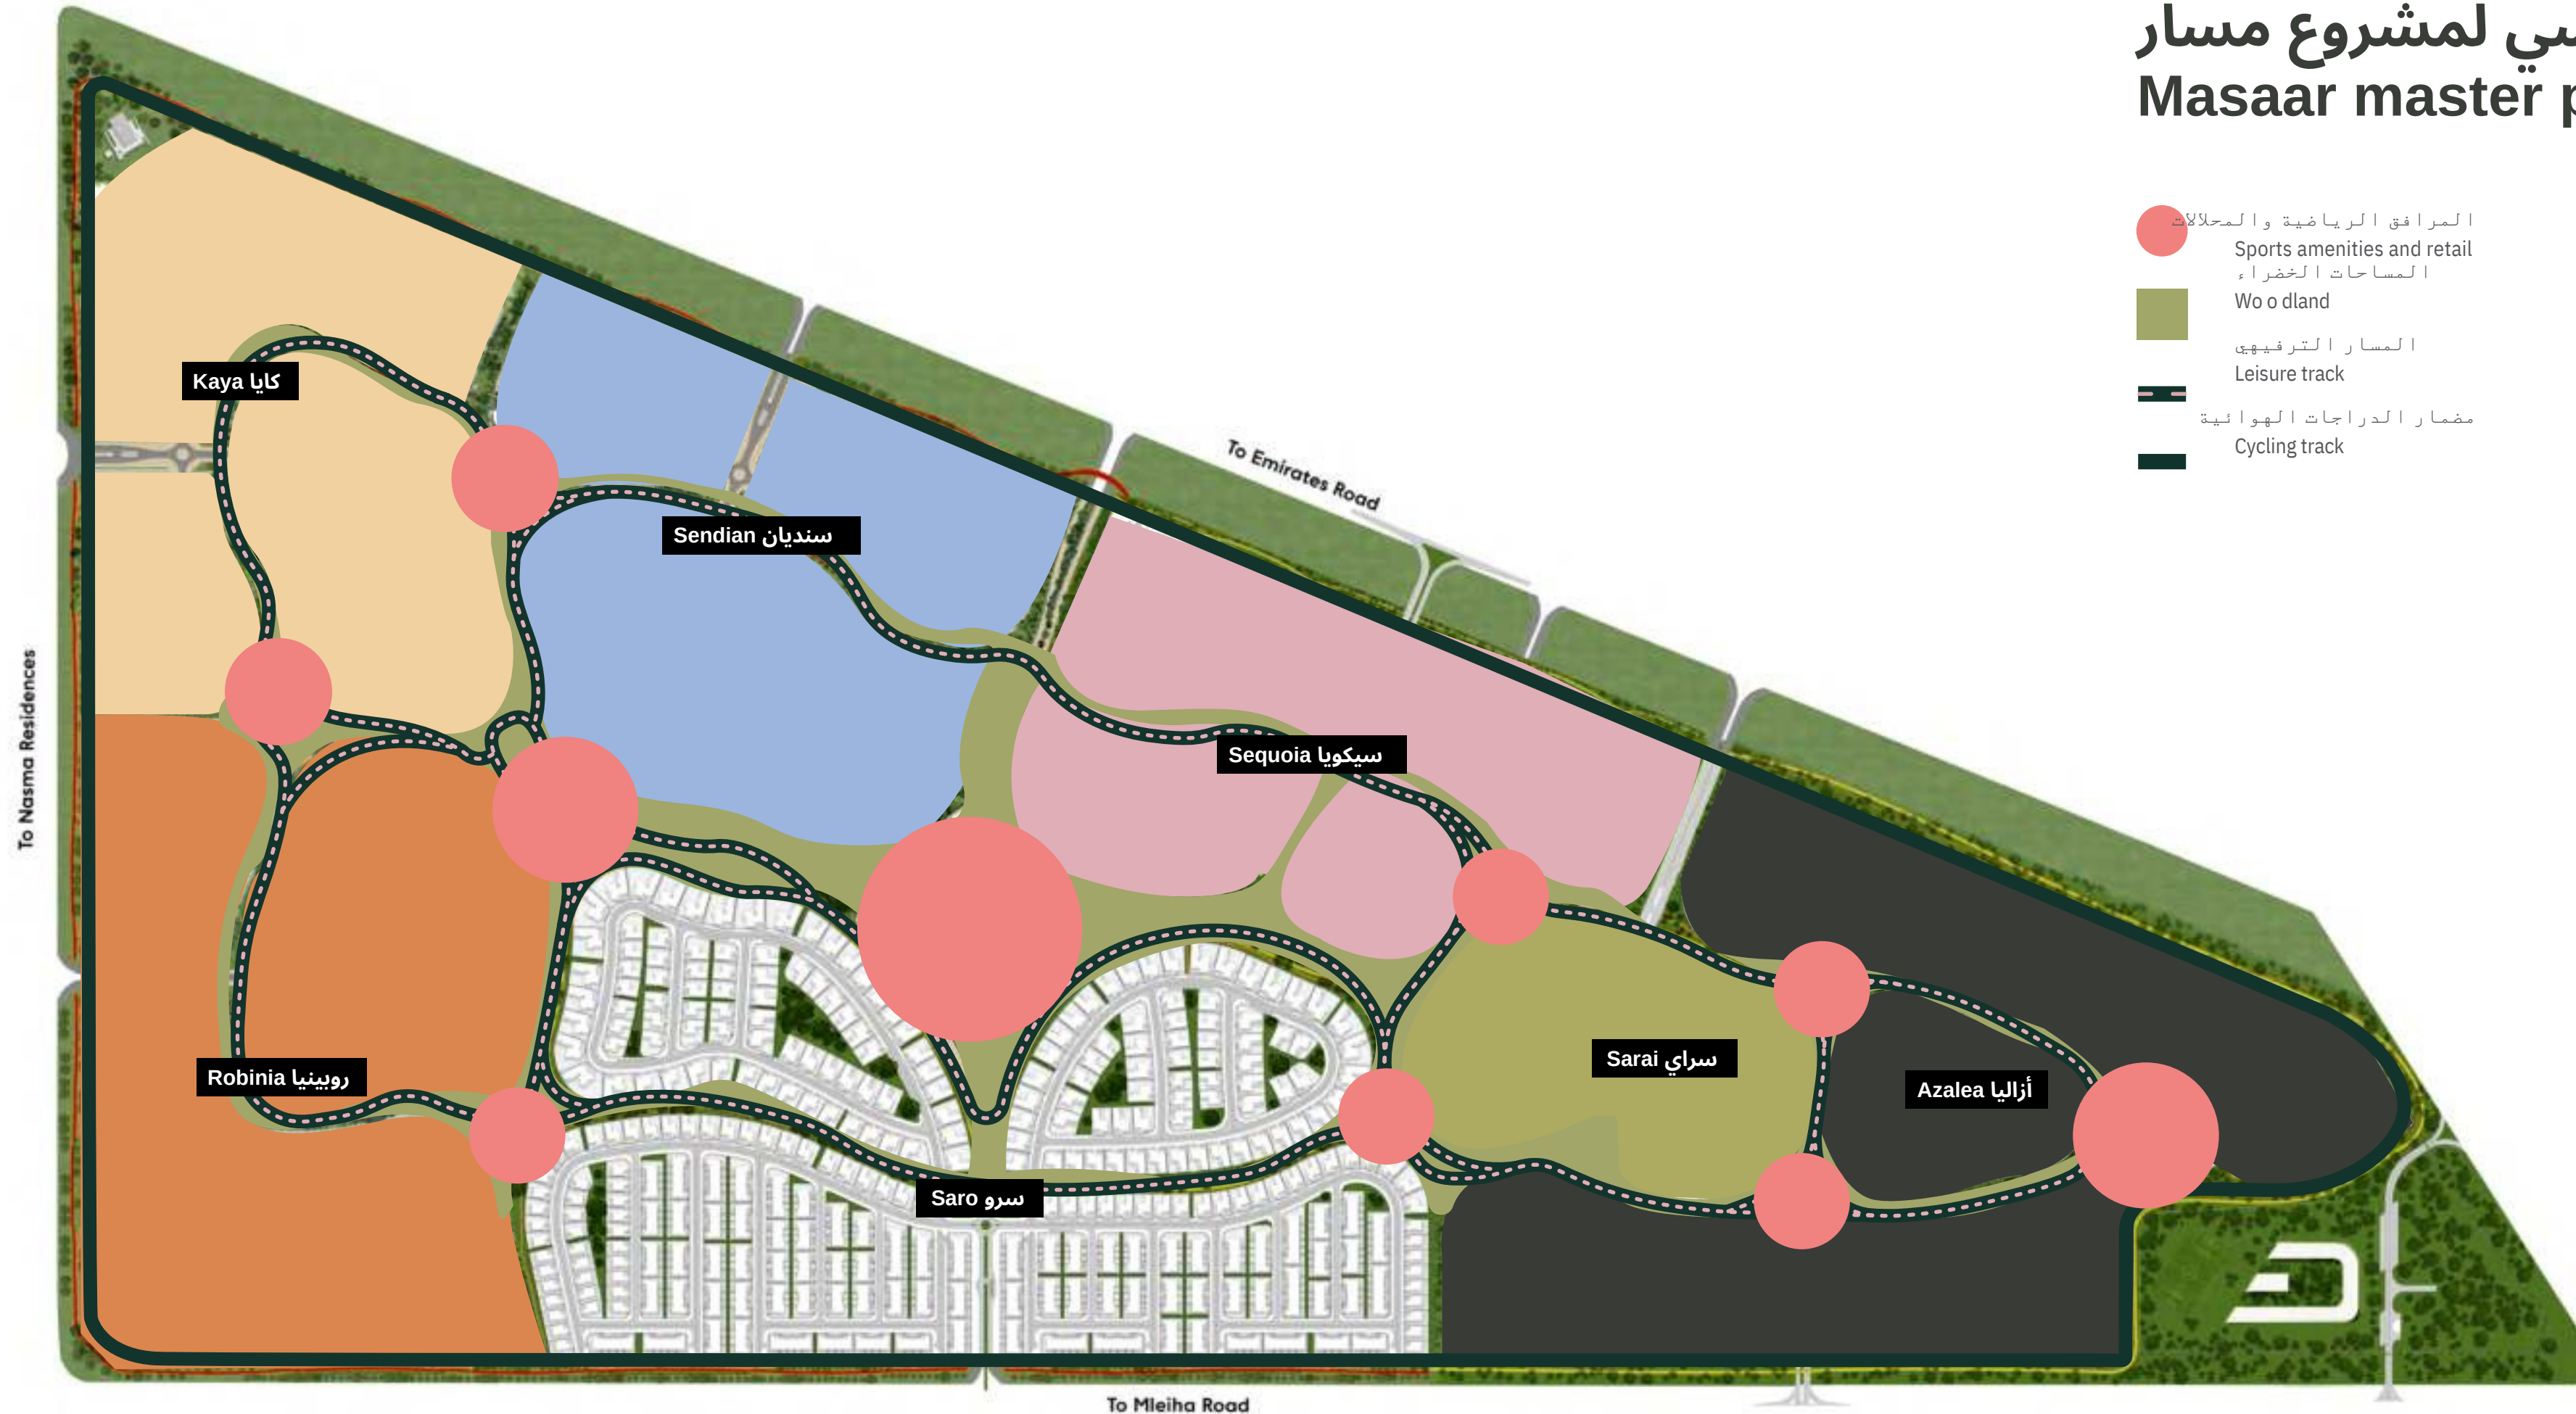 سي لمشروع مسار
Masaar master p
المرافق الرياضية والمحلالات
Sports amenities and retail
المساحات الخضراء
Wo o dland
المسار الترفيهي
Leisure track
مضمار الدراجات الهوائية
Cycling track
To Emirates Road
Kaya كايا
Sendian سنديان
To Nasma Residences
Sequoia سيكويا
Sarai سراي
Robinia روبينيا
Azalea أزاليا
Saro سرو
To Mleiha Road